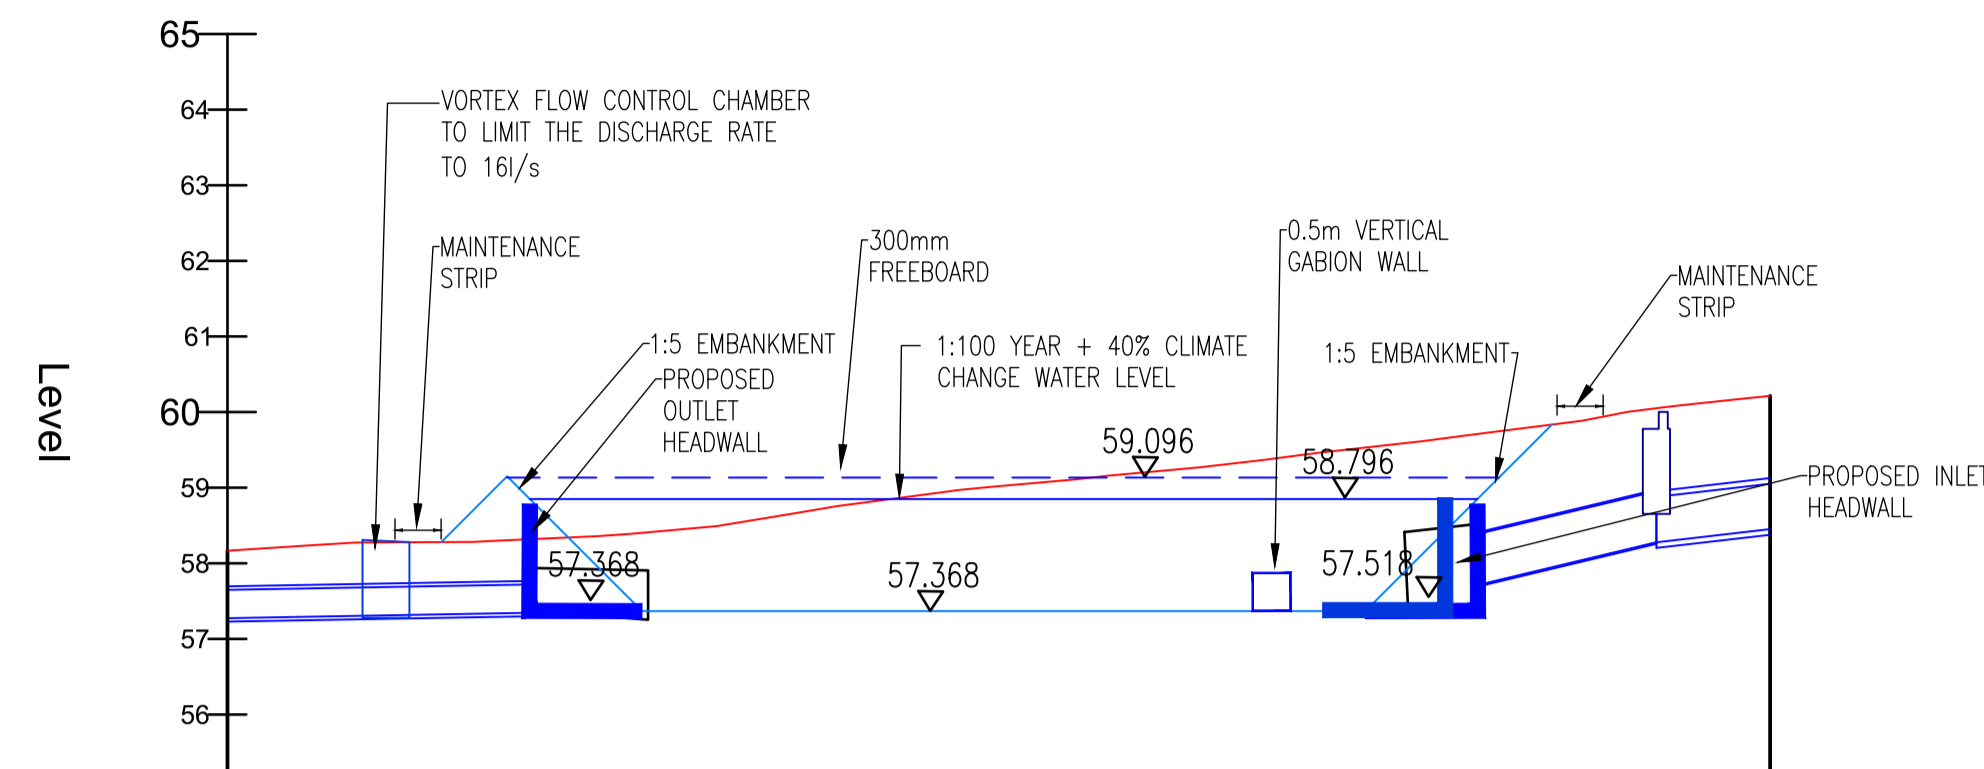 65
64
63
62
61
60
59
58
57
56
Level
VORTEX FLOW CONTROL CHAMBER
TO LIMIT THE DISCHARGE RATE
TO 16l/s
MAINTENANCE
STRIP
300mm
FREEBOARD
0.5m VERTICAL
GABION WALL
MAINTENANCE
STRIP
1:5 EMBANKMENT
PROPOSED
OUTLET
HEADWALL
1:100 YEAR + 40% CLIMATE
CHANGE WATER LEVEL
1:5 EMBANKMENT
59.096
58.796
PROPOSED INLET
HEADWALL
57.368
57.368
57.518